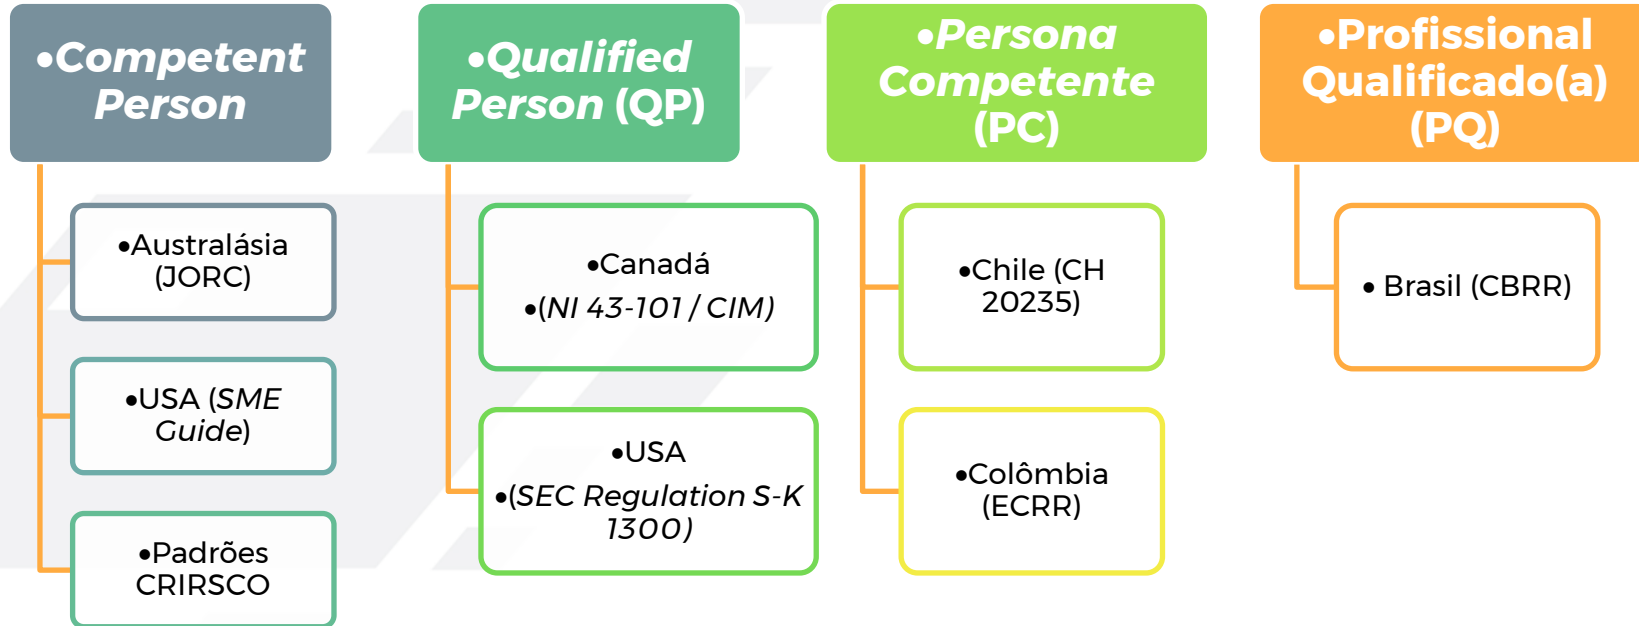 •Competent
Person
•Australásia
(JORC)
•USA (SME
Guide)
•Padrões
CRIRSCO
•Qualified
Person (QP)
•Canadá
•(NI 43-101 / CIM)
•USA
•(SEC Regulation S-K
1300)
•Persona
Competente
(PC)
•Chile (CH
20235)
•Colômbia
(ECRR)
•Profissional
Qualificado(a)
(PQ)
• Brasil (CBRR)